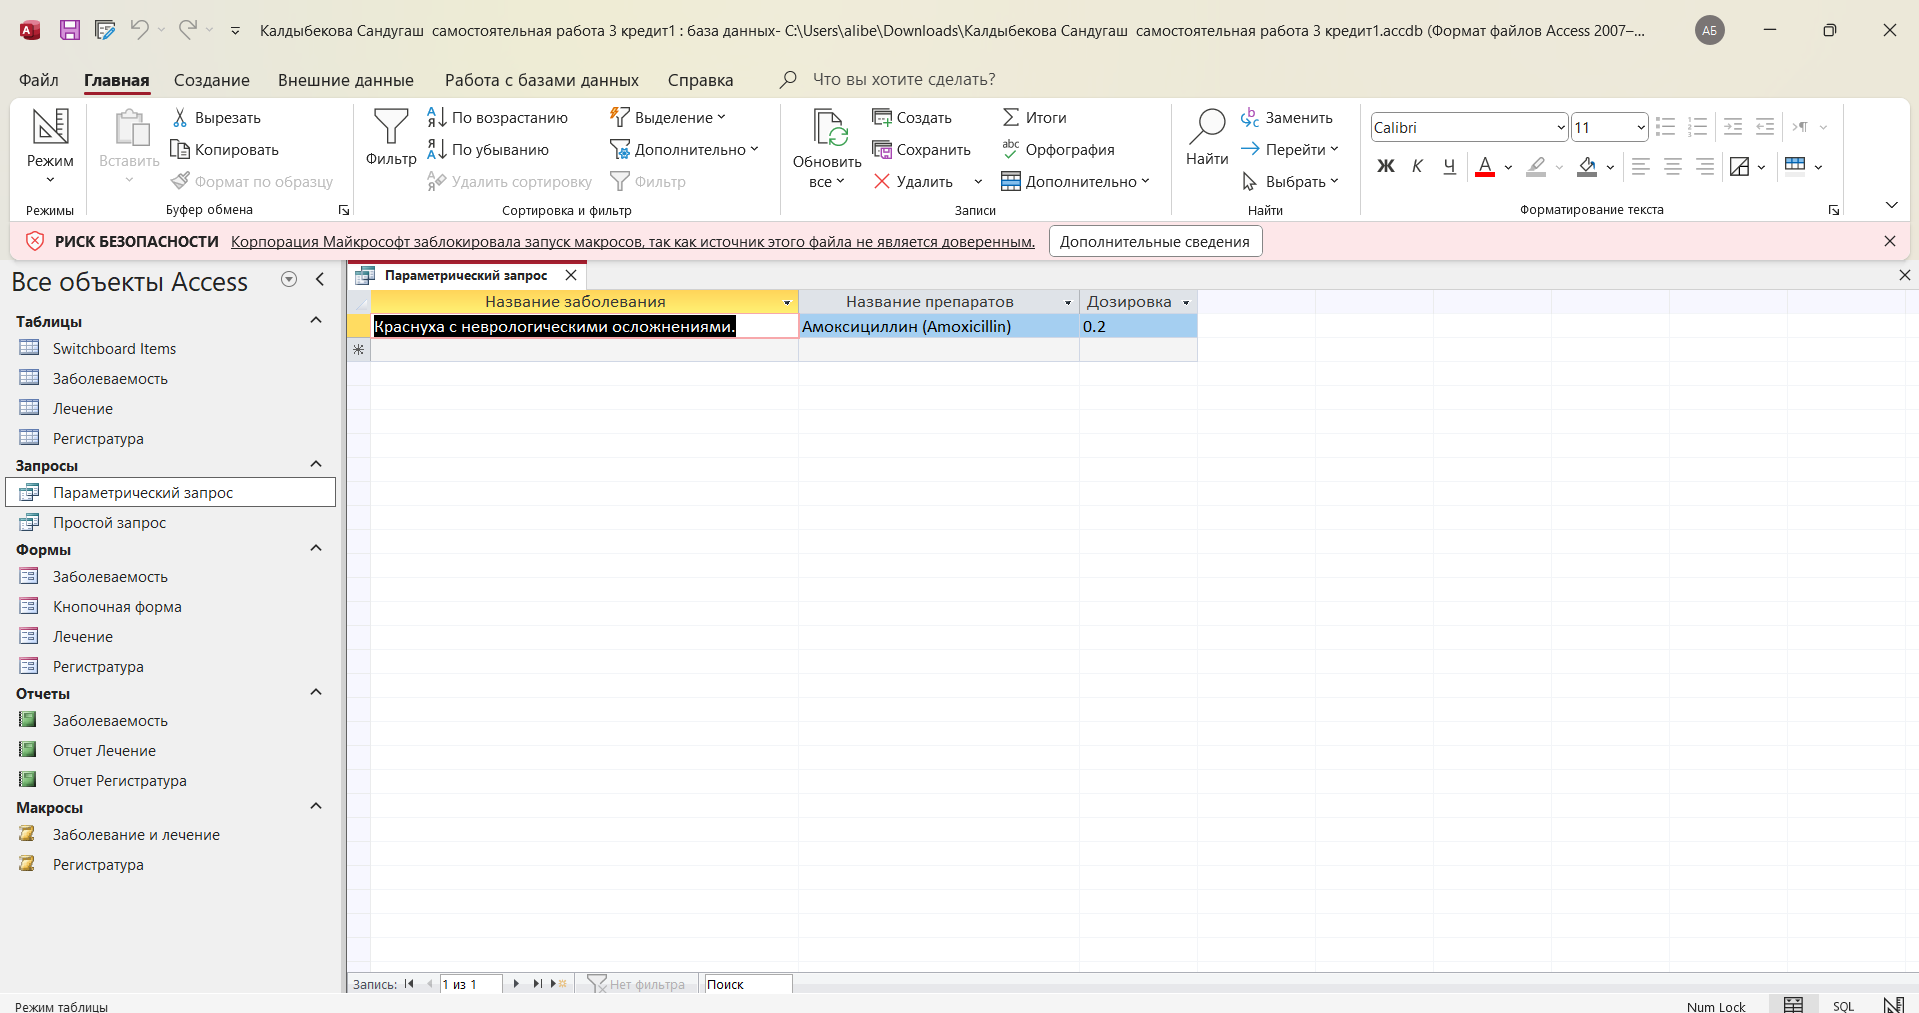 Калдыбекова Сандугаш самостоятельная работа 3 кредит1 : база данных- C:\Users\alibe\Downloads\Калдыбекова Сандугаш самостоятельная работа 3 кредит1.accdb (Формат файлов Access 2007–...
АБ
Файл Главная Создание Внешние данные Работа с базами данных Справка Что вы хотите сделать?
Режим
Режимы
Вставить
Вырезать
Копировать
Формат по образцу
Буфер обмена
Фильтр
По возрастанию
По убыванию
Удалить сортировку
Выделение
Дополнительно
Фильтр
Сортировка и фильтр
Обновить
все
Создать
Сохранить
Удалить
Итоги
Орфография
Дополнительно
Записи
Найти
Заменить
Перейти
Выбрать
Найти
Calibri 11
Ж К Ч А
Форматирование текста
РИСК БЕЗОПАСНОСТИ Корпорация Майкрософт заблокировала запуск макросов, так как источник этого файла не является доверенным. Дополнительные сведения
Все объекты Access
Таблицы
Switchboard Items
Заболеваемость
Лечение
Регистратура
Запросы
Параметрический запрос
Простой запрос
Формы
Заболеваемость
Кнопочная форма
Лечение
Регистратура
Отчеты
Заболеваемость
Отчет Лечение
Отчет Регистратура
Макросы
Заболевание и лечение
Регистратура
Параметрический запрос
Название заболевания Название препаратов Дозировка
Краснуха с неврологическими осложнениями. Амоксициллин (Amoxicillin) 0.2
Запись: 1 из 1 Нет фильтра Поиск
Режим таблицы Num Lock SQL